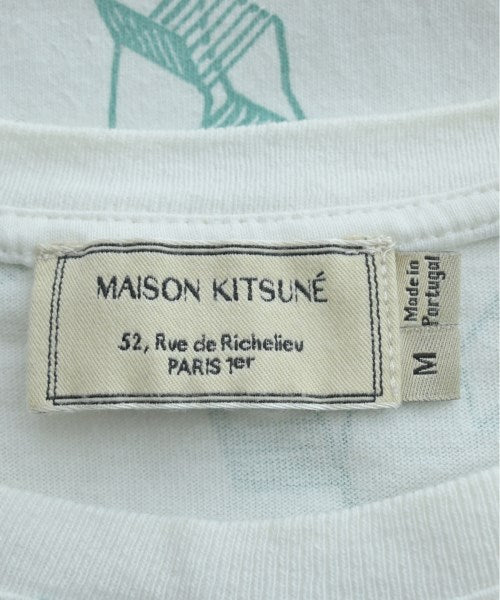 MAISON KITSUNÉ
52, Rue de Richelieu
PARIS 1er
Made in
Portugal
M